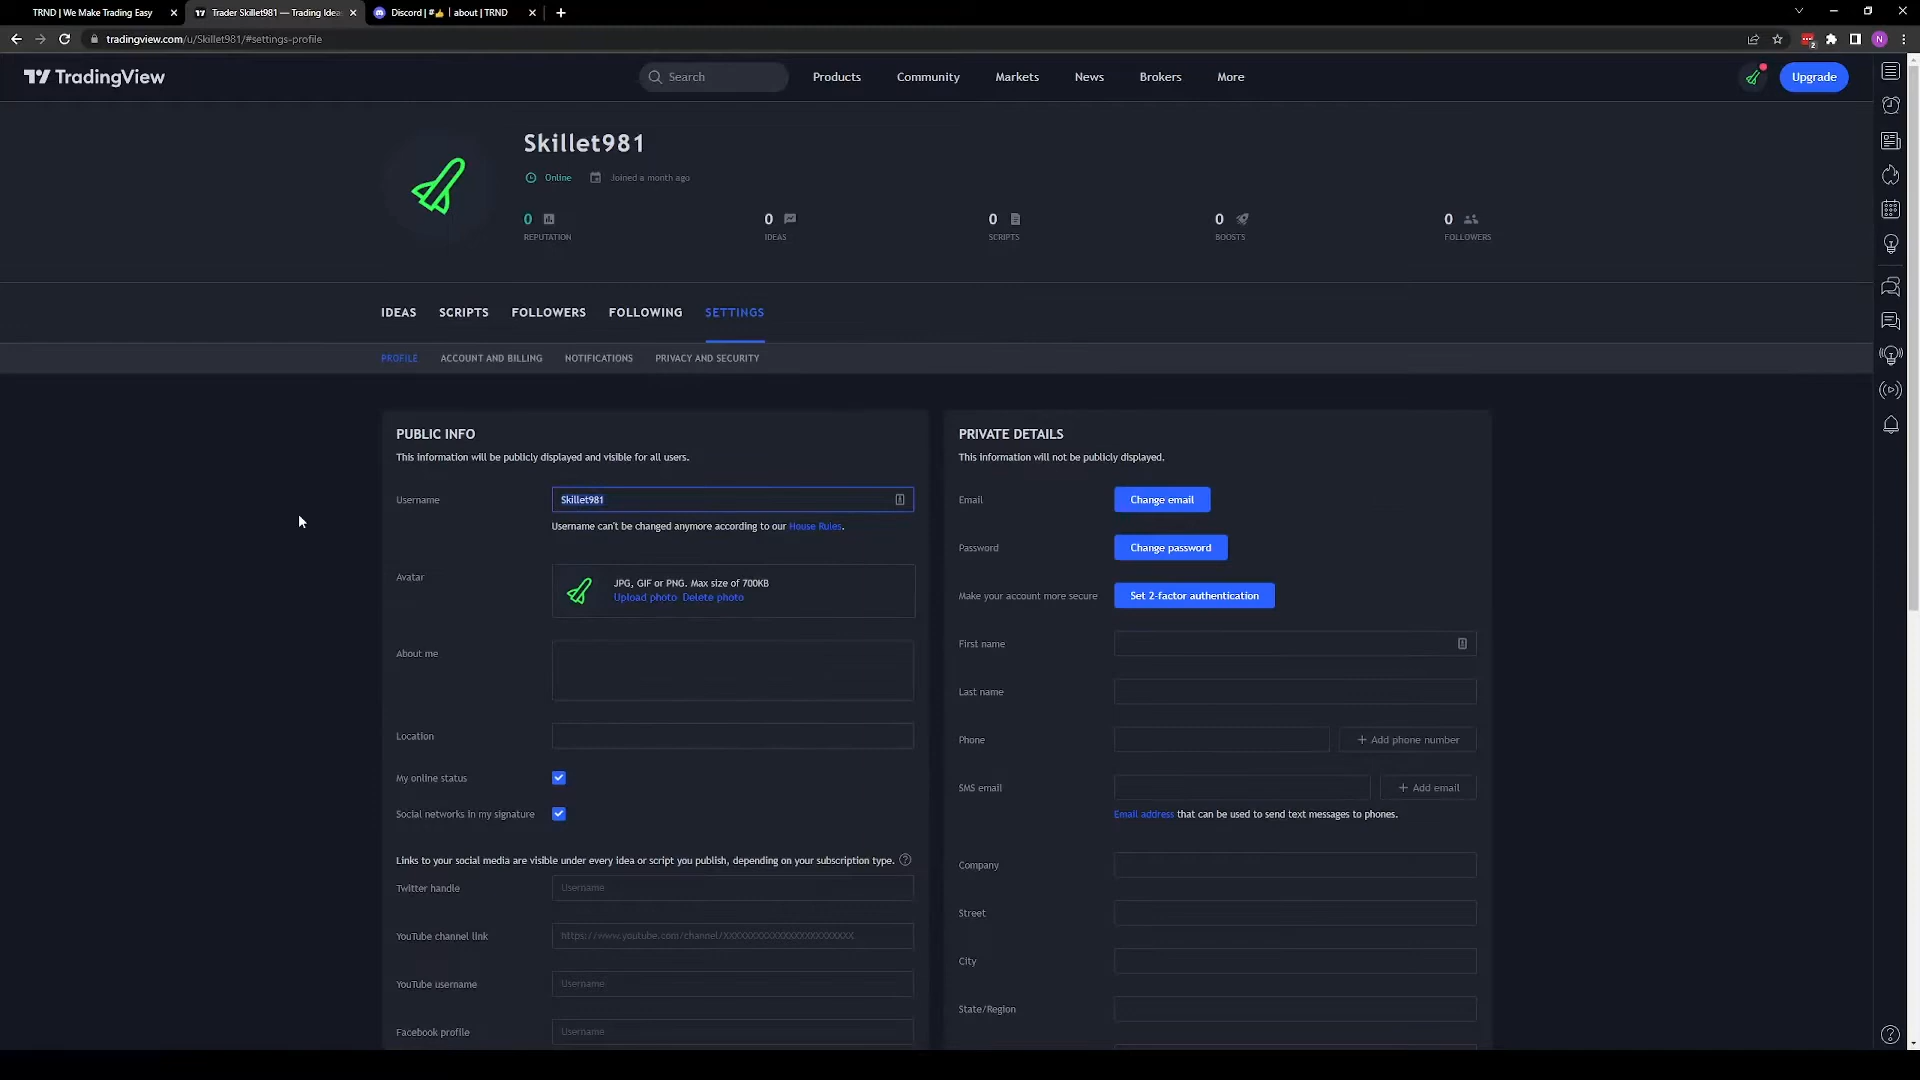 TRND | We Make Trading Easy
Trader Skillet981 — Trading Idea
Discord | #👍 | about | TRND
tradingview.com/u/Skillet981/#settings-profile
2
N
TradingView
Search
Products
Community
Markets
News
Brokers
More
Upgrade
Skillet981
Online
Joined a month ago
0
REPUTATION
0
IDEAS
0
SCRIPTS
0
BOOSTS
0
FOLLOWERS
IDEAS
SCRIPTS
FOLLOWERS
FOLLOWING
SETTINGS
PROFILE
ACCOUNT AND BILLING
NOTIFICATIONS
PRIVACY AND SECURITY
PUBLIC INFO
This information will be publicly displayed and visible for all users.
Username
Skillet981
Username can't be changed anymore according to our House Rules.
Avatar
JPG, GIF or PNG. Max size of 700KB
Upload photo Delete photo
About me
Location
My online status
Social networks in my signature
Links to your social media are visible under every idea or script you publish, depending on your subscription type.
Twitter handle
Username
YouTube channel link
https://www.youtube.com/channel/XXXXXXXXXXXXXXXXXXXXXXXX
YouTube username
Username
Facebook profile
Username
PRIVATE DETAILS
This information will not be publicly displayed.
Email
Change email
Password
Change password
Make your account more secure
Set 2-factor authentication
First name
Last name
Phone
+ Add phone number
SMS email
+ Add email
Email address that can be used to send text messages to phones.
Company
Street
City
State/Region